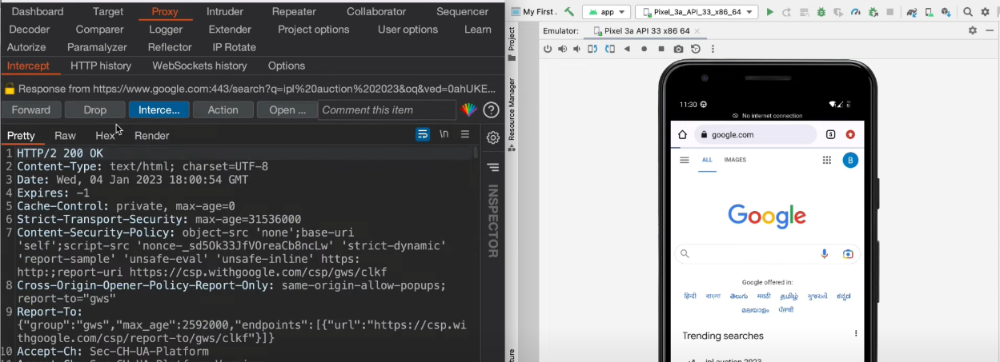 Dashboard Target Proxy Intruder Repeater Collaborator Sequencer
Decoder Comparer Logger Extender Project options User options Learn
Autorize Paramalyzer Reflector IP Rotate
Intercept HTTP history WebSockets history Options
Response from https://www.google.com:443/search?q=ipl%20auction%202023&oq&ved=0ahUKE...
Forward Drop Interce... Action Open ... Comment this item
Pretty Raw Hex Render \n
1 HTTP/2 200 OK
2 Content-Type: text/html; charset=UTF-8
3 Date: Wed, 04 Jan 2023 18:00:54 GMT
4 Expires: -1
5 Cache-Control: private, max-age=0
6 Strict-Transport-Security: max-age=31536000
7 Content-Security-Policy: object-src 'none';base-uri
'self';script-src 'nonce-_sd5Ok33JfVOreaCb8ncLw' 'strict-dynamic'
'report-sample' 'unsafe-eval' 'unsafe-inline' https:
http:;report-uri https://csp.withgoogle.com/csp/gws/clkf
8 Cross-Origin-Opener-Policy-Report-Only: same-origin-allow-popups;
report-to="gws"
9 Report-To:
{"group":"gws","max_age":2592000,"endpoints":[{"url":"https://csp.wi
thgoogle.com/csp/report-to/gws/clkf"}]}
10 Accept-Ch: Sec-CH-UA-Platform
INSPECTOR
My First . app Pixel_3a_API_33_x86_64
Emulator: Pixel 3a API 33 x86 64
Project
Resource Manager
11:30
No internet connection
google.com 5
ALL IMAGES B
Google
Google offered in:
हिन्दी বাংলা తెలుగు मराठी தமிழ் ગુજરાતી ಕನ್ನಡ
മലയാളം ਪੰਜਾਬੀ
Trending searches
ipl auction 2023